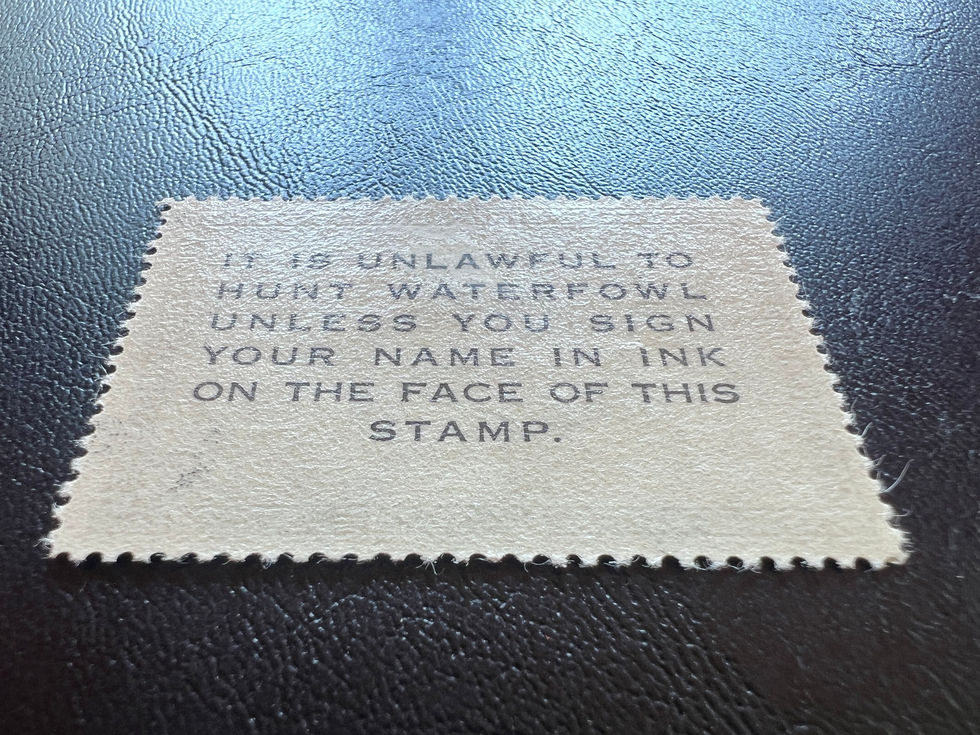 IT IS UNLAWFUL TO
HUNT WATERFOWL
UNLESS YOU SIGN
YOUR NAME IN INK
ON THE FACE OF THIS
STAMP.